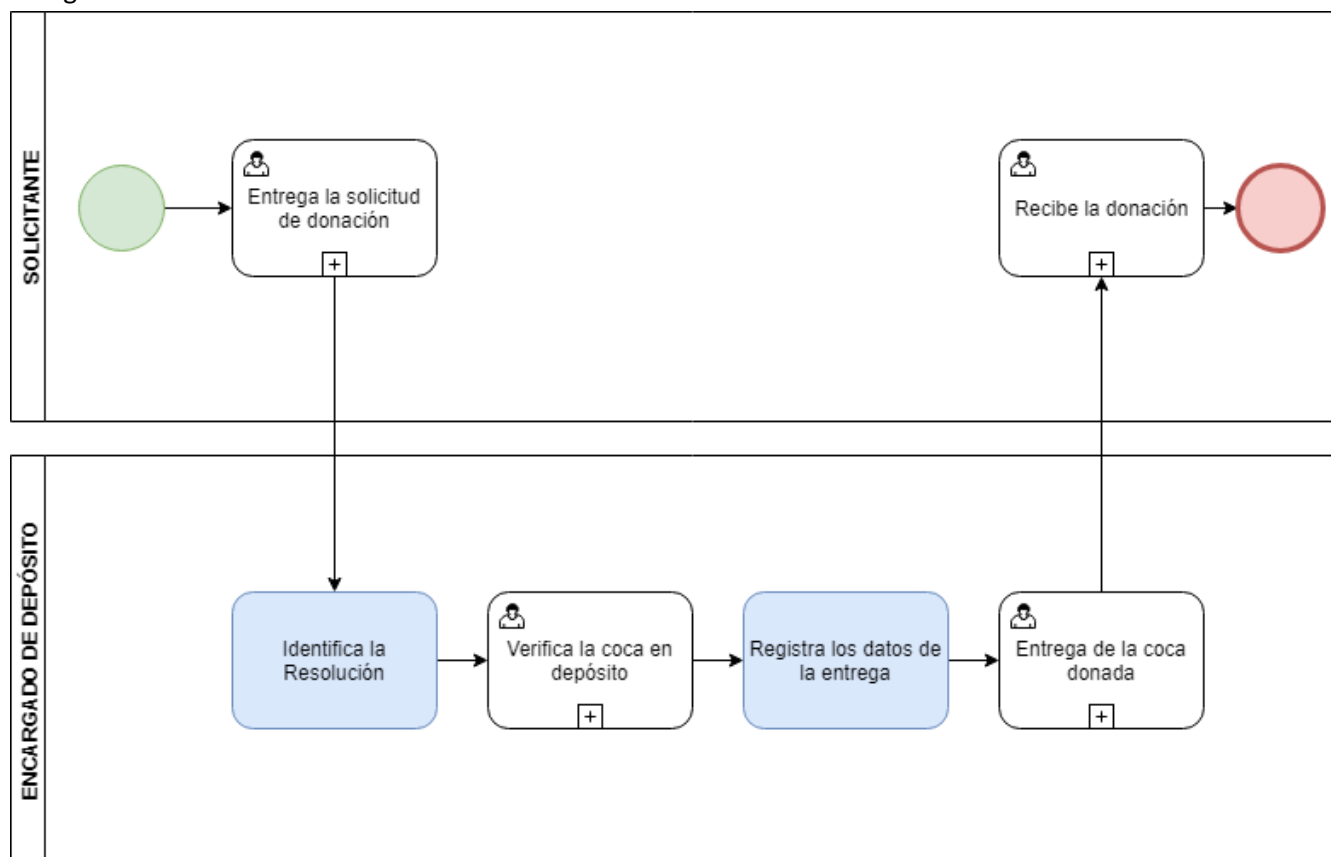 SOLICITANTE
Entrega la solicitud
de donación
Recibe la donación
ENCARGADO DE DEPÓSITO
Identifica la
Resolución
Verifica la coca en
depósito
Registra los datos de
la entrega
Entrega de la coca
donada